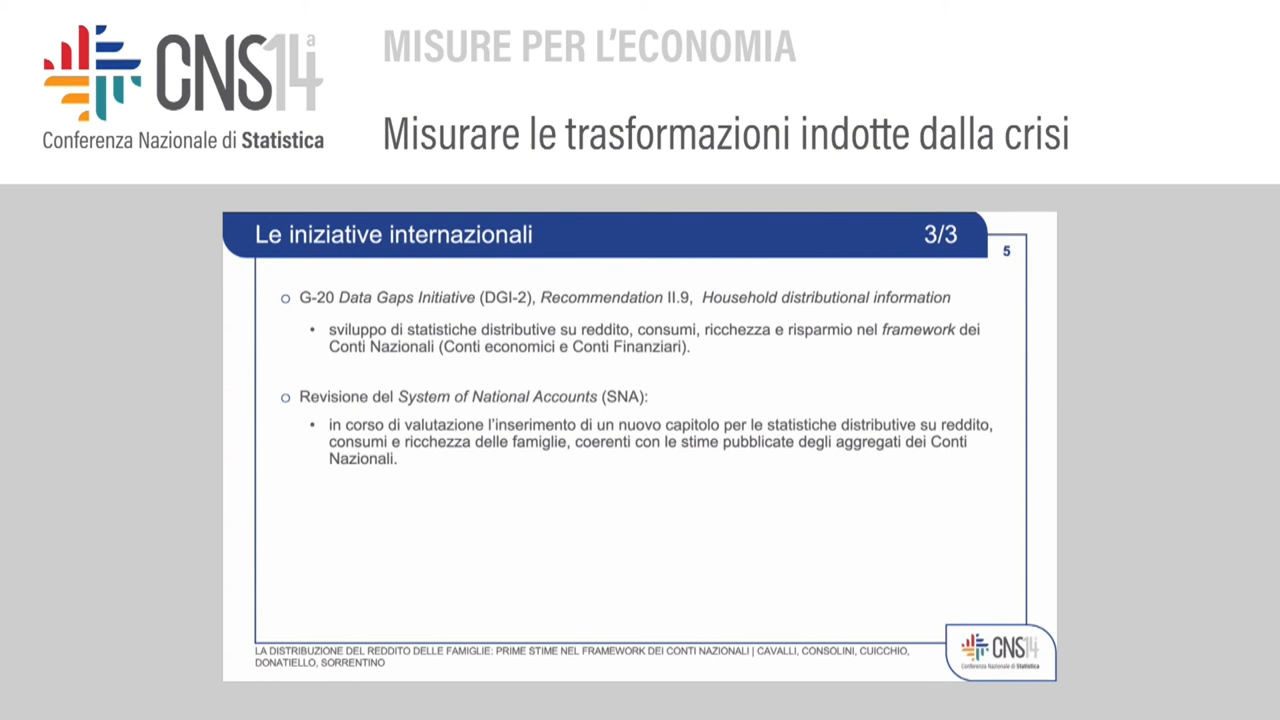 CNS14ª
Conferenza Nazionale di Statistica
MISURE PER L'ECONOMIA
Misurare le trasformazioni indotte dalla crisi
Le iniziative internazionali 3/3
5
G-20 Data Gaps Initiative (DGI-2), Recommendation II.9, Household distributional information
• sviluppo di statistiche distributive su reddito, consumi, ricchezza e risparmio nel framework dei
Conti Nazionali (Conti economici e Conti Finanziari).
Revisione del System of National Accounts (SNA):
• in corso di valutazione l'inserimento di un nuovo capitolo per le statistiche distributive su reddito,
consumi e ricchezza delle famiglie, coerenti con le stime pubblicate degli aggregati dei Conti
Nazionali.
LA DISTRIBUZIONE DEL REDDITO DELLE FAMIGLIE: PRIME STIME NEL FRAMEWORK DEI CONTI NAZIONALI | CAVALLI, CONSOLINI, CUICCHIO,
DONATIELLO, SORRENTINO
CNS14ª
Conferenza Nazionale di Statistica